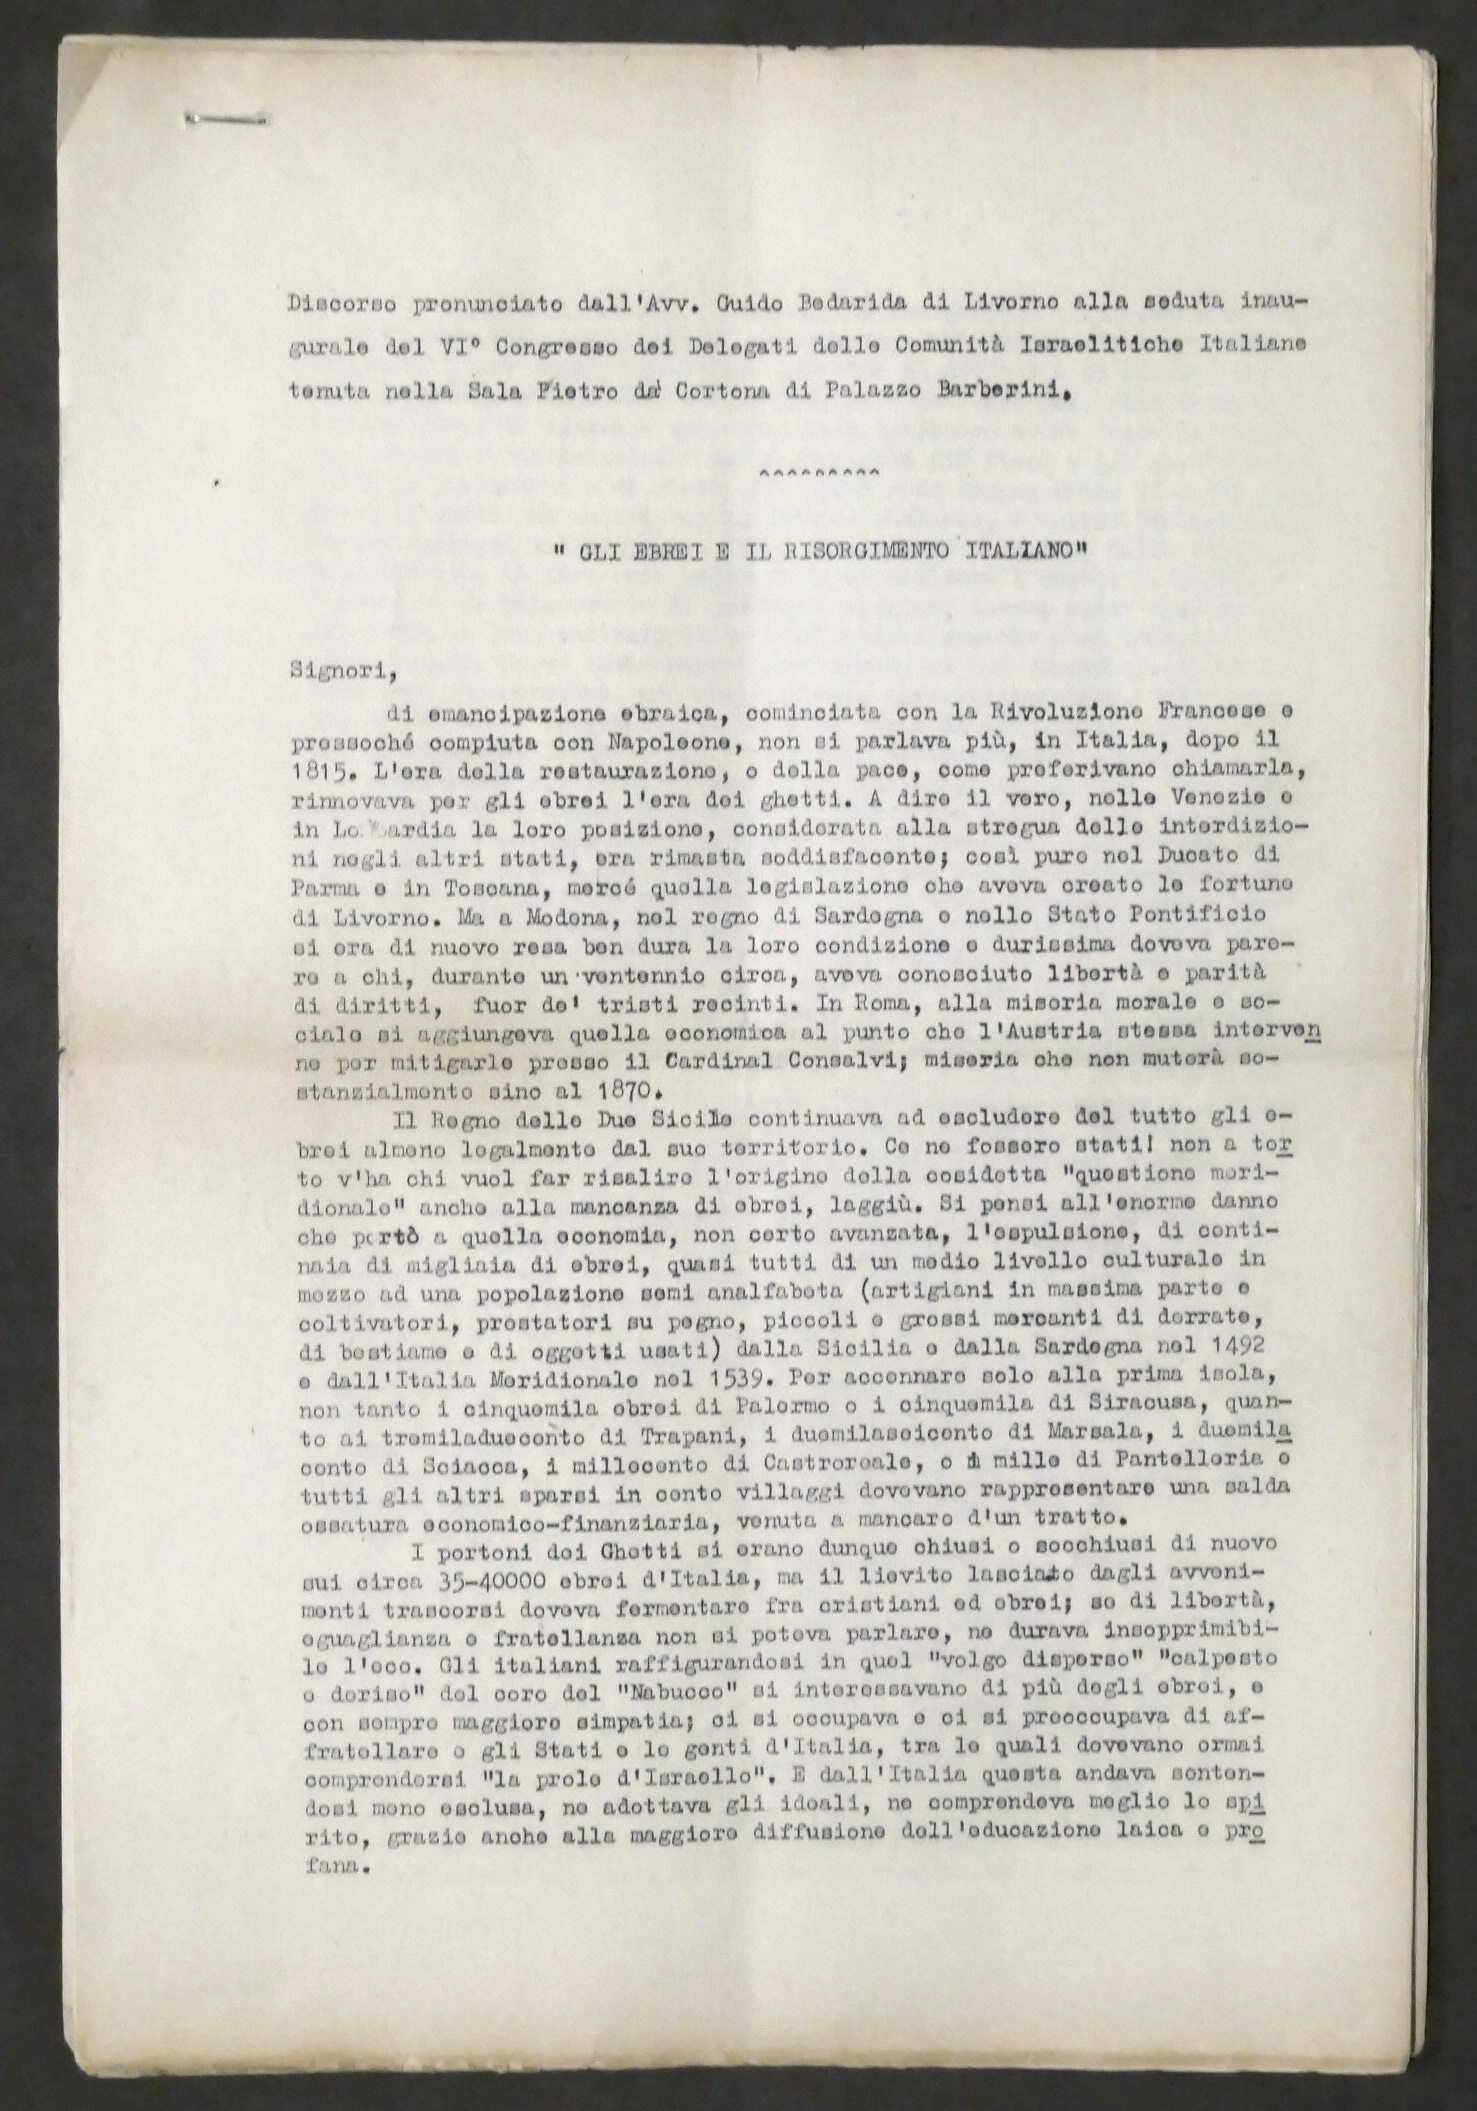 Discorso pronunciato dall'Avv. Guido Bedarida di Livorno alla seduta inau-
gurale del VI° Congresso dei Delegati delle Comunità Israelitiche Italiane
tenuta nella Sala Pietro da Cortona di Palazzo Barberini.
^^^^^^^^^
" GLI EBREI E IL RISORGIMENTO ITALIANO"
Signori,
di emancipazione ebraica, cominciata con la Rivoluzione Francese e
pressoché compiuta con Napoleone, non si parlava più, in Italia, dopo il
1815. L'era della restaurazione, o della pace, come preferivano chiamarla,
rinnovava per gli ebrei l'era dei ghetti. A dire il vero, nelle Venezie e
in Lombardia la loro posizione, considerata alla stregua delle interdizio-
ni negli altri stati, era rimasta soddisfacente; così pure nel Ducato di
Parma e in Toscana, mercé quella legislazione che aveva creato le fortune
di Livorno. Ma a Modena, nel regno di Sardegna e nello Stato Pontificio
si era di nuovo resa ben dura la loro condizione e durissima doveva pare-
re a chi, durante un ventennio circa, aveva conosciuto libertà e parità
di diritti, fuor de' tristi recinti. In Roma, alla miseria morale e so-
ciale si aggiungeva quella economica al punto che l'Austria stessa interven
ne per mitigarle presso il Cardinal Consalvi; miseria che non muterà so-
stanzialmente sino al 1870.
Il Regno delle Due Sicile continuava ad escludere del tutto gli e-
brei almeno legalmente dal suo territorio. Ce ne fossero stati! non a tor
to v'ha chi vuol far risalire l'origine della cosidetta "questione meri-
dionale" anche alla mancanza di ebrei, laggiù. Si pensi all'enorme danno
che portò a quella economia, non certo avanzata, l'espulsione, di conti-
naia di migliaia di ebrei, quasi tutti di un medio livello culturale in
mezzo ad una popolazione semi analfabeta (artigiani in massima parte e
coltivatori, prestatori su pegno, piccoli e grossi mercanti di derrate,
di bestiame e di oggetti usati) dalla Sicilia e dalla Sardegna nel 1492
e dall'Italia Meridionale nel 1539. Per accennare solo alla prima isola,
non tanto i cinquemila ebrei di Palermo o i cinquemila di Siracusa, quan-
to ai tremiladuecento di Trapani, i duemilaseicento di Marsala, i duemila
cento di Sciacca, i millecento di Castroreale, o i mille di Pantelleria e
tutti gli altri sparsi in cento villaggi dovevano rappresentare una salda
ossatura economico-finanziaria, venuta a mancare d'un tratto.
I portoni dei Ghetti si erano dunque chiusi o socchiusi di nuovo
sui circa 35-40000 ebrei d'Italia, ma il lievito lasciato dagli avveni-
menti trascorsi doveva fermentare fra cristiani ed ebrei; se di libertà,
eguaglianza e fratellanza non si poteva parlare, ne durava insopprimibi-
le l'eco. Gli italiani raffigurandosi in quel "volgo disperso" "calpesto
e deriso" del coro del "Nabucco" si interessavano di più degli ebrei, e
con sempre maggiore simpatia; ci si occupava e ci si preoccupava di af-
fratellare o gli Stati e le genti d'Italia, tra le quali dovevano ormai
comprendersi "la prole d'Israello". E dall'Italia questa andava senten-
dosi meno esclusa, ne adottava gli ideali, ne comprendeva meglio lo spi
rito, grazie anche alla maggiore diffusione dell'educazione laica e pro
fana.